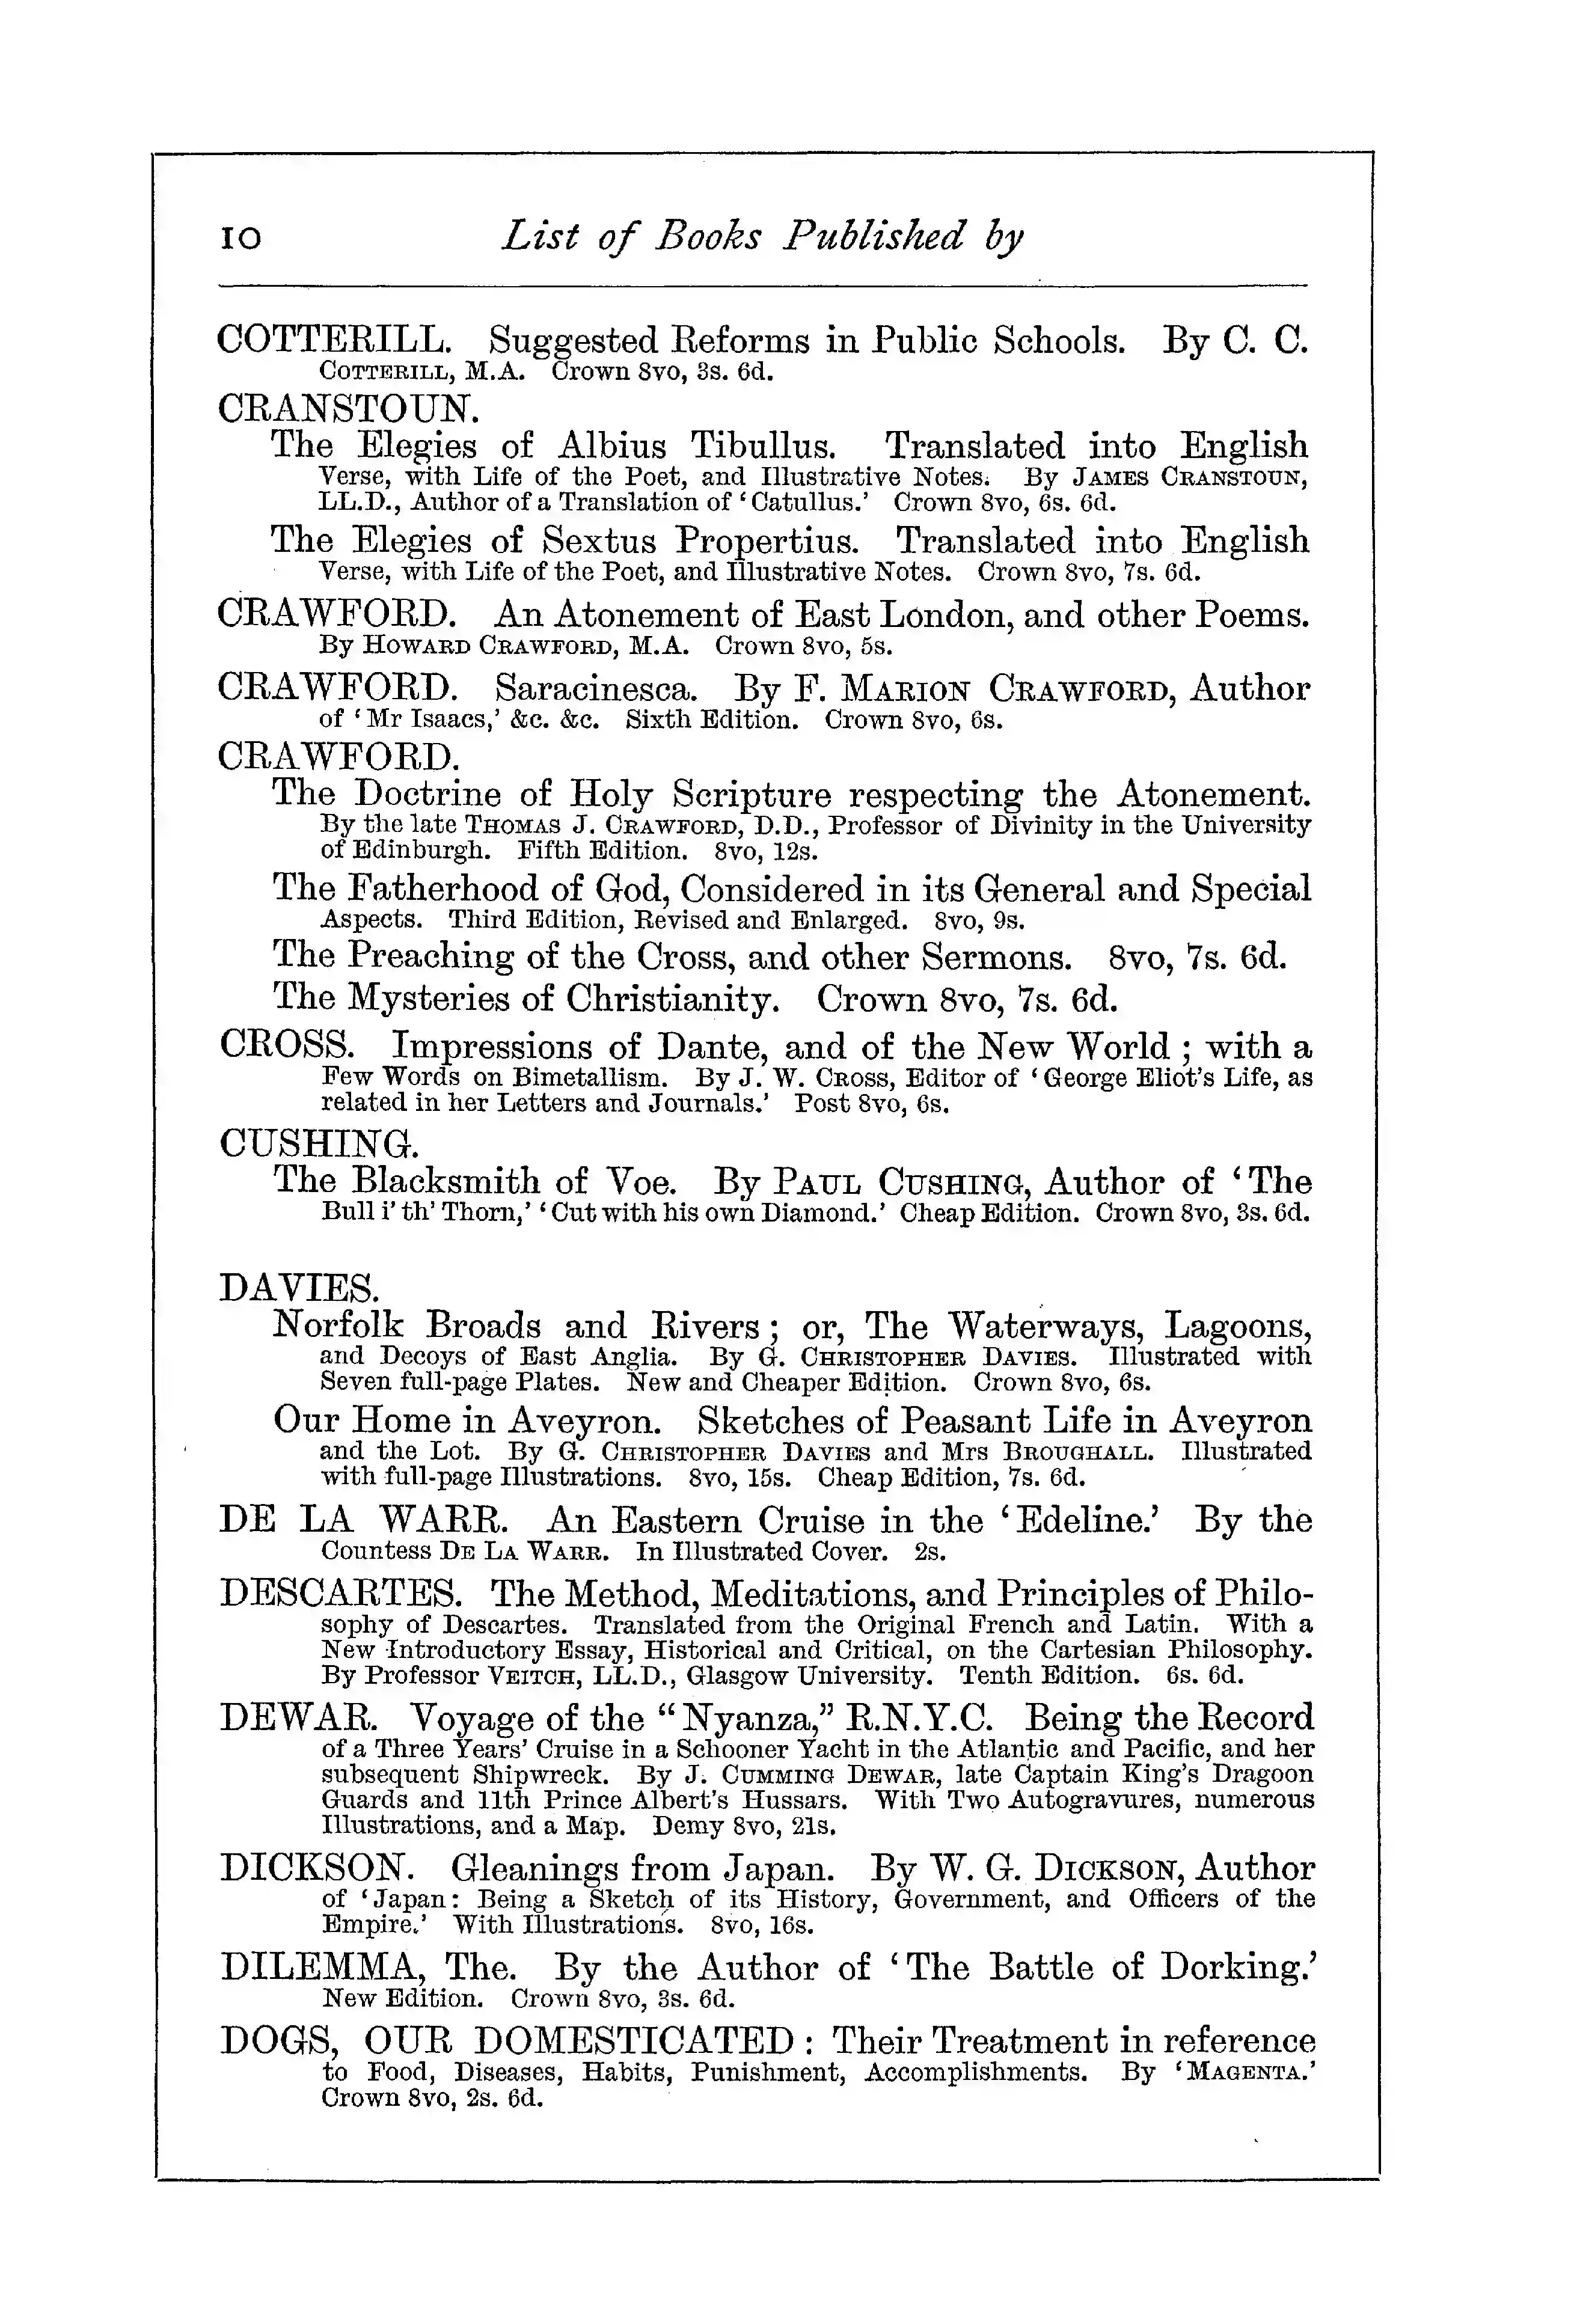 10 List of Books Published by
COTTERILL. Suggested Reforms in Public Schools. By C. C.
COTTERILL, M.A. Crown 8vo, 3s. 6d.
CRANSTOUN.
The Elegies of Albius Tibullus. Translated into English
Verse, with Life of the Poet, and Illustrative Notes. By JAMES CRANSTOUN,
LL.D., Author of a Translation of ‘Catullus.’ Crown 8vo, 6s. 6d.
The Elegies of Sextus Propertius. Translated into English
Verse, with Life of the Poet, and Illustrative Notes. Crown 8vo, 7s. 6d.
CRAWFORD. An Atonement of East London, and other Poems.
By HOWARD CRAWFORD, M.A. Crown 8vo, 5s.
CRAWFORD. Saracinesca. By F. MARION CRAWFORD, Author
of ‘Mr Isaacs,’ &c. &c. Sixth Edition. Crown 8vo, 6s.
CRAWFORD.
The Doctrine of Holy Scripture respecting the Atonement.
By the late THOMAS J. CRAWFORD, D.D., Professor of Divinity in the University
of Edinburgh. Fifth Edition. 8vo, 12s.
The Fatherhood of God, Considered in its General and Special
Aspects. Third Edition, Revised and Enlarged. 8vo, 9s.
The Preaching of the Cross, and other Sermons. 8vo, 7s. 6d.
The Mysteries of Christianity. Crown 8vo, 7s. 6d.
CROSS. Impressions of Dante, and of the New World; with a
Few Words on Bimetallism. By J. W. CROSS, Editor of ‘George Eliot’s Life, as
related in her Letters and Journals.’ Post 8vo, 6s.
CUSHING.
The Blacksmith of Voe. By PAUL CUSHING, Author of ‘The
Bull i’ th’ Thorn,’ ‘Cut with his own Diamond.’ Cheap Edition. Crown 8vo, 3s. 6d.
DAVIES.
Norfolk Broads and Rivers; or, The Waterways, Lagoons,
and Decoys of East Anglia. By G. CHRISTOPHER DAVIES. Illustrated with
Seven full-page Plates. New and Cheaper Edition. Crown 8vo, 6s.
Our Home in Aveyron. Sketches of Peasant Life in Aveyron
and the Lot. By G. CHRISTOPHER DAVIES and Mrs BROUGHALL. Illustrated
with full-page Illustrations. 8vo, 15s. Cheap Edition, 7s. 6d.
DE LA WARR. An Eastern Cruise in the ‘Edeline.’ By the
Countess DE LA WARR. In Illustrated Cover. 2s.
DESCARTES. The Method, Meditations, and Principles of Philo-
sophy of Descartes. Translated from the Original French and Latin. With a
New Introductory Essay, Historical and Critical, on the Cartesian Philosophy.
By Professor VEITCH, LL.D., Glasgow University. Tenth Edition. 6s. 6d.
DEWAR. Voyage of the “Nyanza,” R.N.Y.C. Being the Record
of a Three Years’ Cruise in a Schooner Yacht in the Atlantic and Pacific, and her
subsequent Shipwreck. By J. CUMMING DEWAR, late Captain King’s Dragoon
Guards and 11th Prince Albert’s Hussars. With Two Autogravures, numerous
Illustrations, and a Map. Demy 8vo, 21s.
DICKSON. Gleanings from Japan. By W. G. DICKSON, Author
of ‘Japan: Being a Sketch of its History, Government, and Officers of the
Empire.’ With Illustrations. 8vo, 16s.
DILEMMA, The. By the Author of ‘The Battle of Dorking.’
New Edition. Crown 8vo, 3s. 6d.
DOGS, OUR DOMESTICATED: Their Treatment in reference
to Food, Diseases, Habits, Punishment, Accomplishments. By ‘MAGENTA.’
Crown 8vo, 2s. 6d.